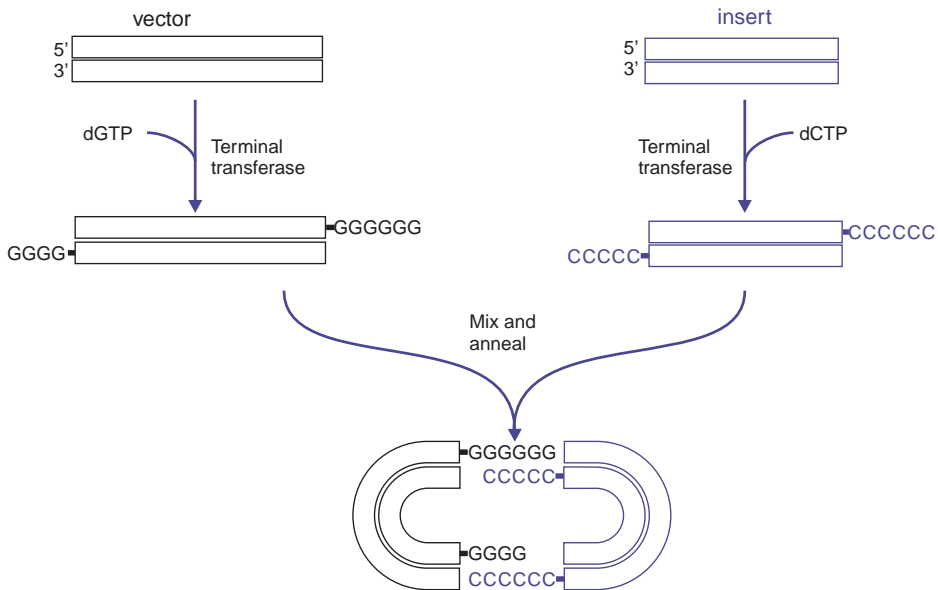 vector
insert
5’
3’
5’
3’
dGTP
Terminal
transferase
Terminal
transferase
dCTP
GGGGGG
GGGG
CCCCCC
CCCCC
Mix and
anneal
GGGGGG
CCCCC
GGGG
CCCCCC